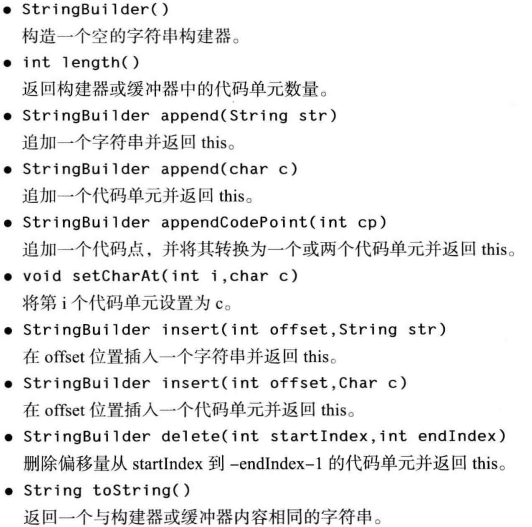 ● StringBuilder()
构造一个空的字符串构建器。
● int length()
返回构建器或缓冲器中的代码单元数量。
● StringBuilder append(String str)
追加一个字符串并返回 this。
● StringBuilder append(char c)
追加一个代码单元并返回 this。
● StringBuilder appendCodePoint(int cp)
追加一个代码点，并将其转换为一个或两个代码单元并返回 this。
● void setCharAt(int i,char c)
将第 i 个代码单元设置为 c。
● StringBuilder insert(int offset,String str)
在 offset 位置插入一个字符串并返回 this。
● StringBuilder insert(int offset,Char c)
在 offset 位置插入一个代码单元并返回 this。
● StringBuilder delete(int startIndex,int endIndex)
删除偏移量从 startIndex 到 –endIndex–1 的代码单元并返回 this。
● String toString()
返回一个与构建器或缓冲器内容相同的字符串。